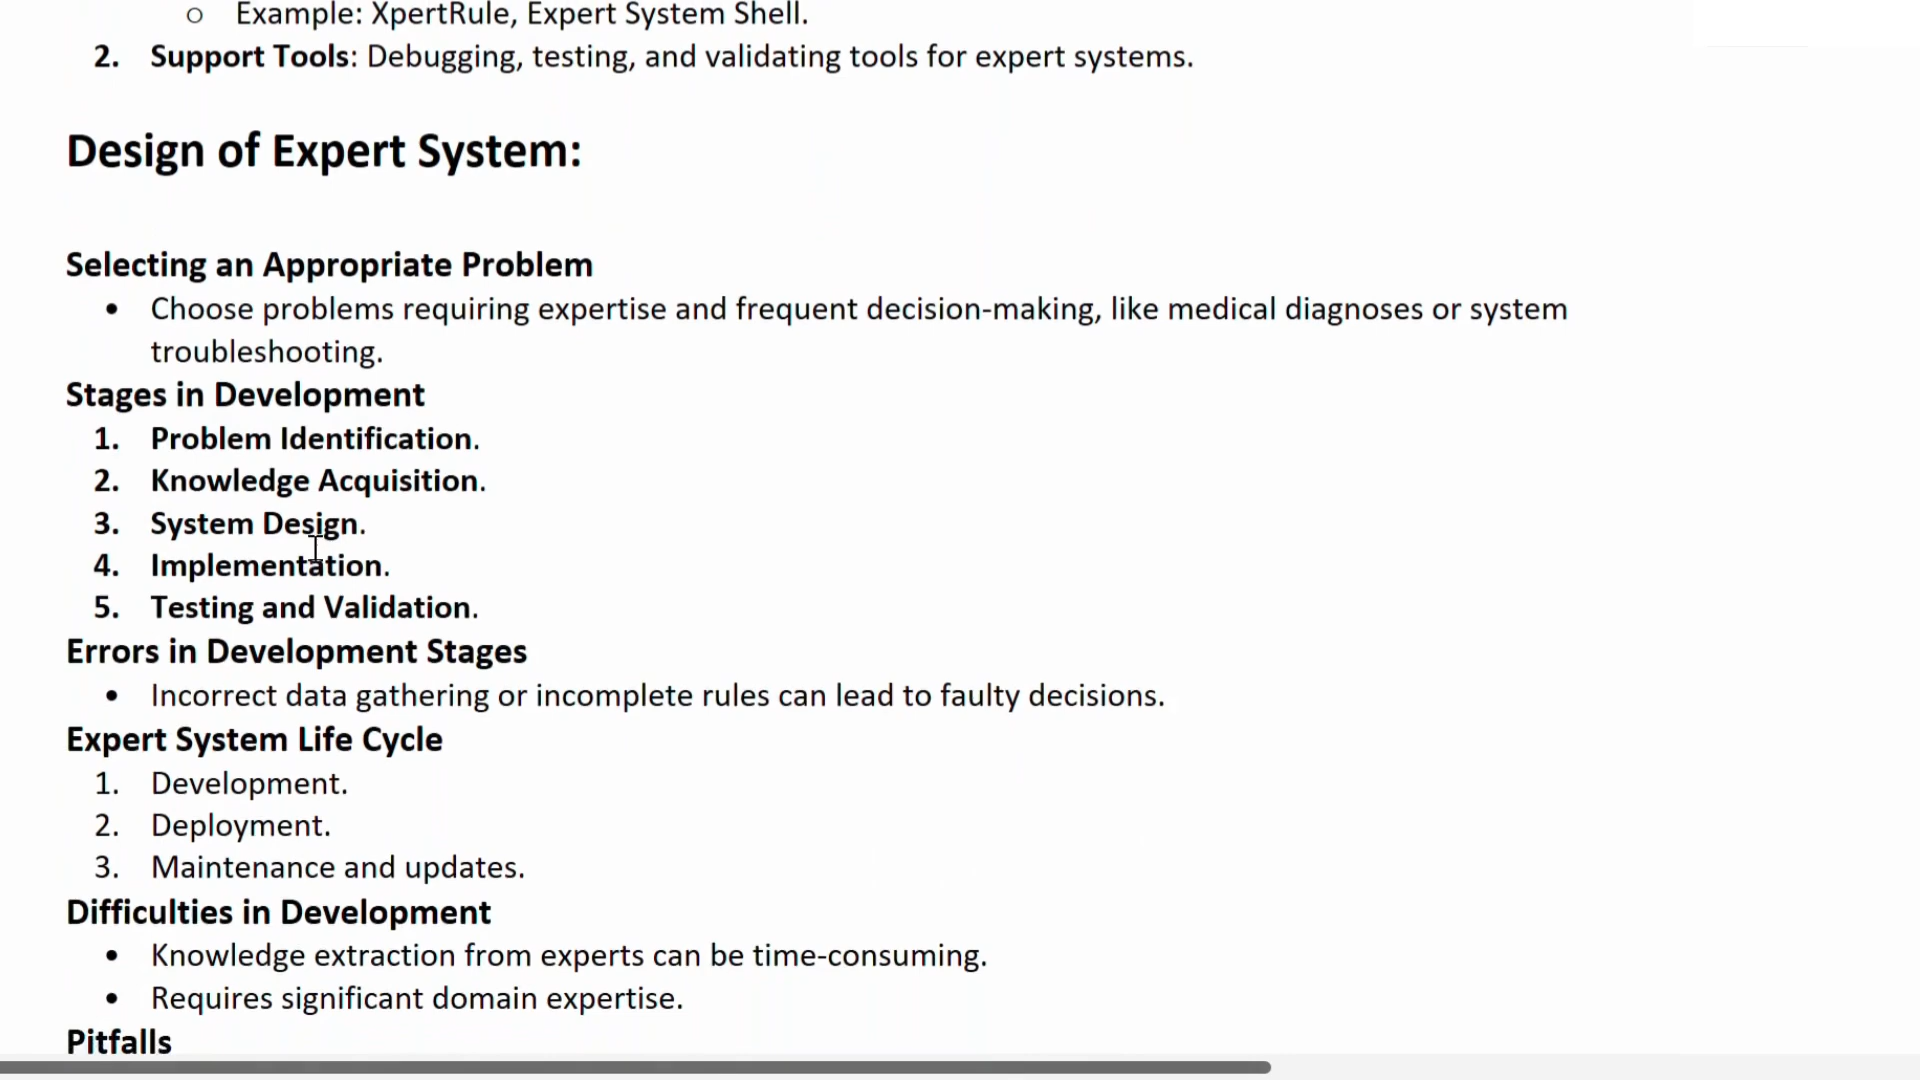 o Example: XpertRule, Expert System Shell.
2. Support Tools: Debugging, testing, and validating tools for expert systems.
Design of Expert System:
Selecting an Appropriate Problem
• Choose problems requiring expertise and frequent decision-making, like medical diagnoses or system
troubleshooting.
Stages in Development
1. Problem Identification.
2. Knowledge Acquisition.
3. System Design.
4. Implementation.
5. Testing and Validation.
Errors in Development Stages
• Incorrect data gathering or incomplete rules can lead to faulty decisions.
Expert System Life Cycle
1. Development.
2. Deployment.
3. Maintenance and updates.
Difficulties in Development
• Knowledge extraction from experts can be time-consuming.
• Requires significant domain expertise.
Pitfalls